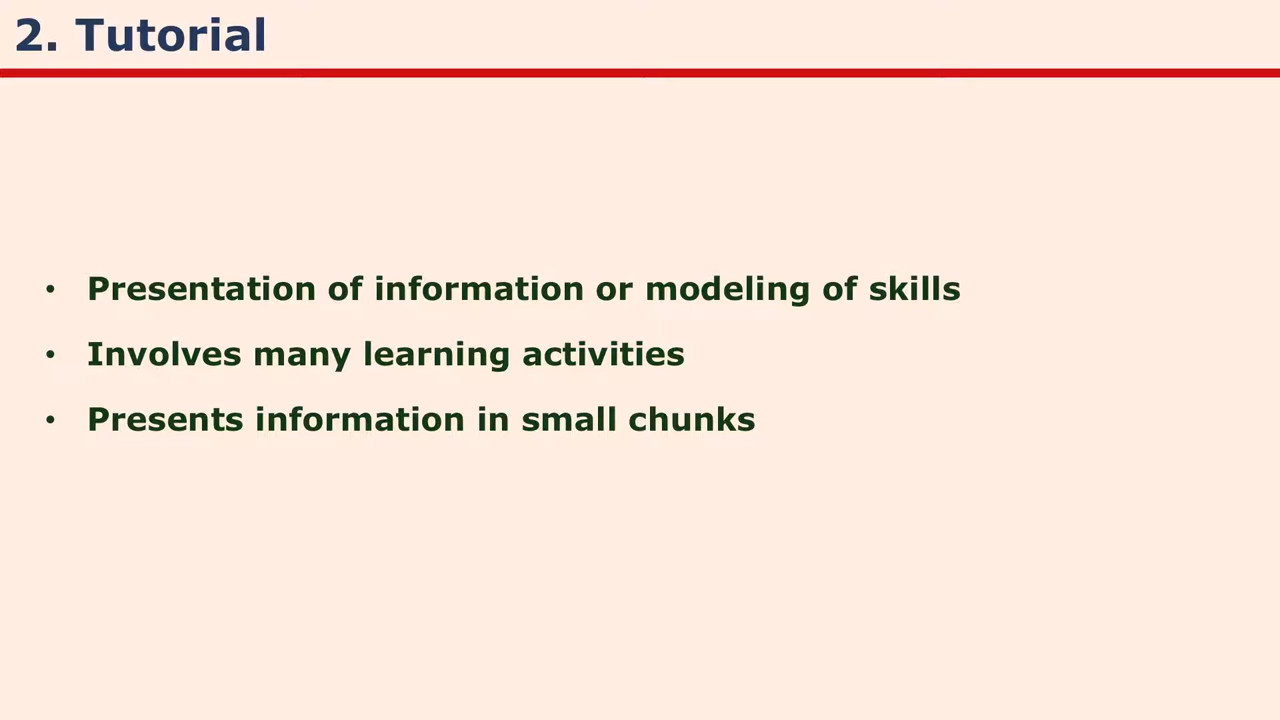 2. Tutorial
• Presentation of information or modeling of skills
• Involves many learning activities
• Presents information in small chunks